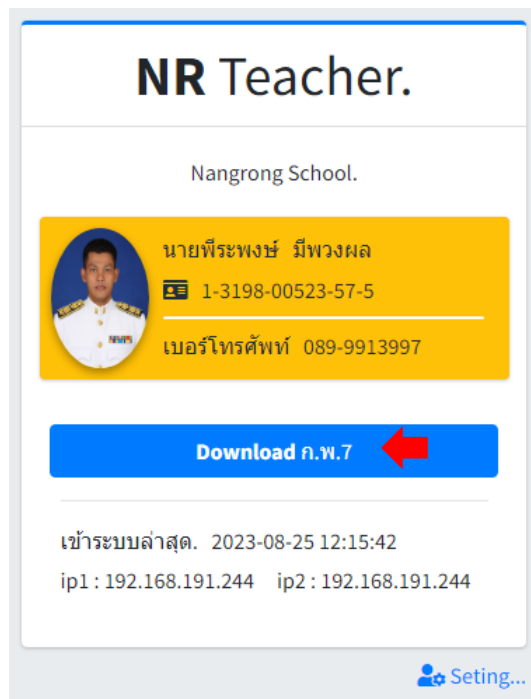 NR Teacher.
Nangrong School.
นายพีระพงษ์ มีพวงผล
1-3198-00523-57-5
เบอร์โทรศัพท์ 089-9913997
Download ก.พ.7
เข้าระบบล่าสุด. 2023-08-25 12:15:42
ip1 : 192.168.191.244 ip2 : 192.168.191.244
Seting...